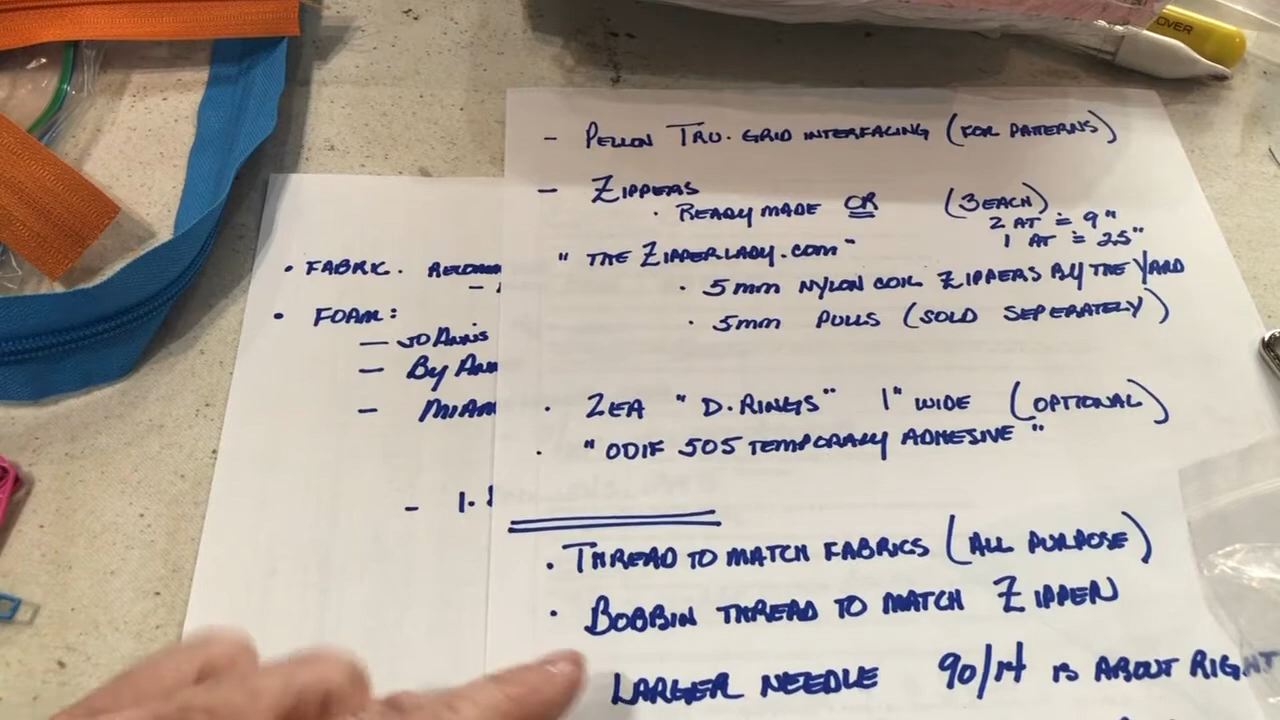 OVER
- PELLON TRU. GRID INTERFACING (FOR PATTERNS)
- ZIPPERS
· READY MADE OR (3 EACH)
2 AT ≐ 9"
1 AT ≐ 25"
" THE ZIPPERLADY.COM"
· 5mm NYLON COIL ZIPPERS BY THE YARD
· 5mm PULLS (SOLD SEPERATELY)
· 2EA "D.RINGS" 1" WIDE (OPTIONAL)
· "ODIF 505 TEMPORARY ADHESIVE"
· THREAD TO MATCH FABRICS (ALL PURPOSE)
· BOBBIN THREAD TO MATCH ZIPPER
LARGER NEEDLE 90/14 IS ABOUT RIGHT
· FABRIC.
· FOAM:
- JOANN'S
- By
-
- 1.